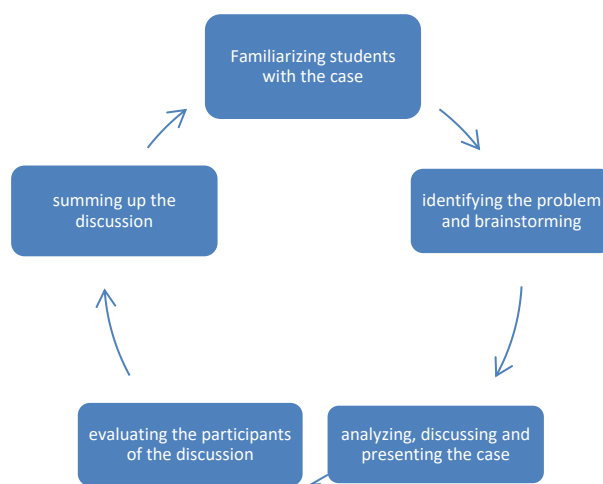 Familiarizing students
with the case
identifying the problem
and brainstorming
analyzing, discussing and
presenting the case
evaluating the participants
of the discussion
summing up the
discussion